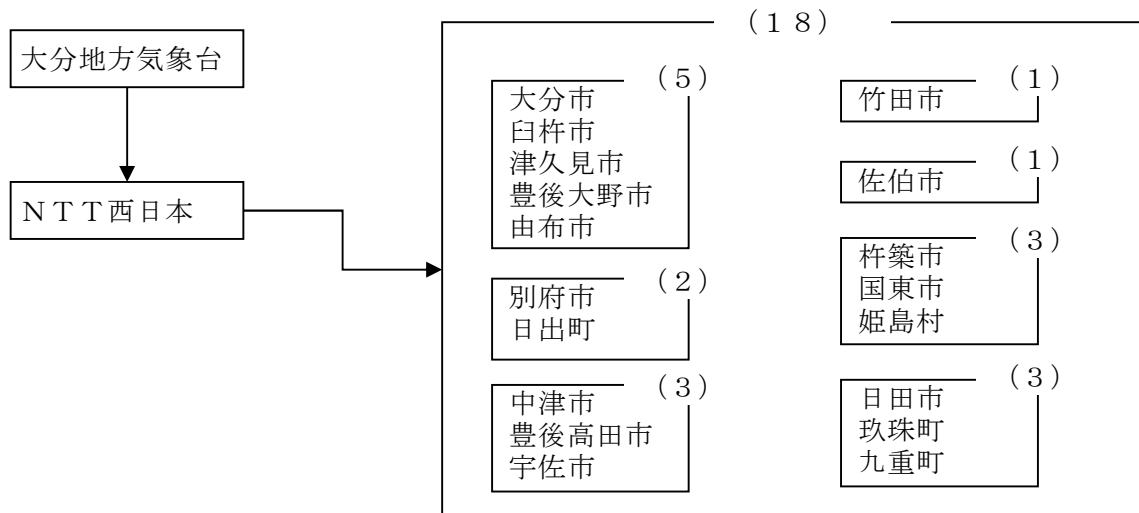 （１８）
大分地方気象台
ＮＴＴ西日本
（５）
大分市
臼杵市
津久見市
豊後大野市
由布市
（２）
別府市
日出町
（３）
中津市
豊後高田市
宇佐市
（１）
竹田市
（１）
佐伯市
（３）
杵築市
国東市
姫島村
（３）
日田市
玖珠町
九重町